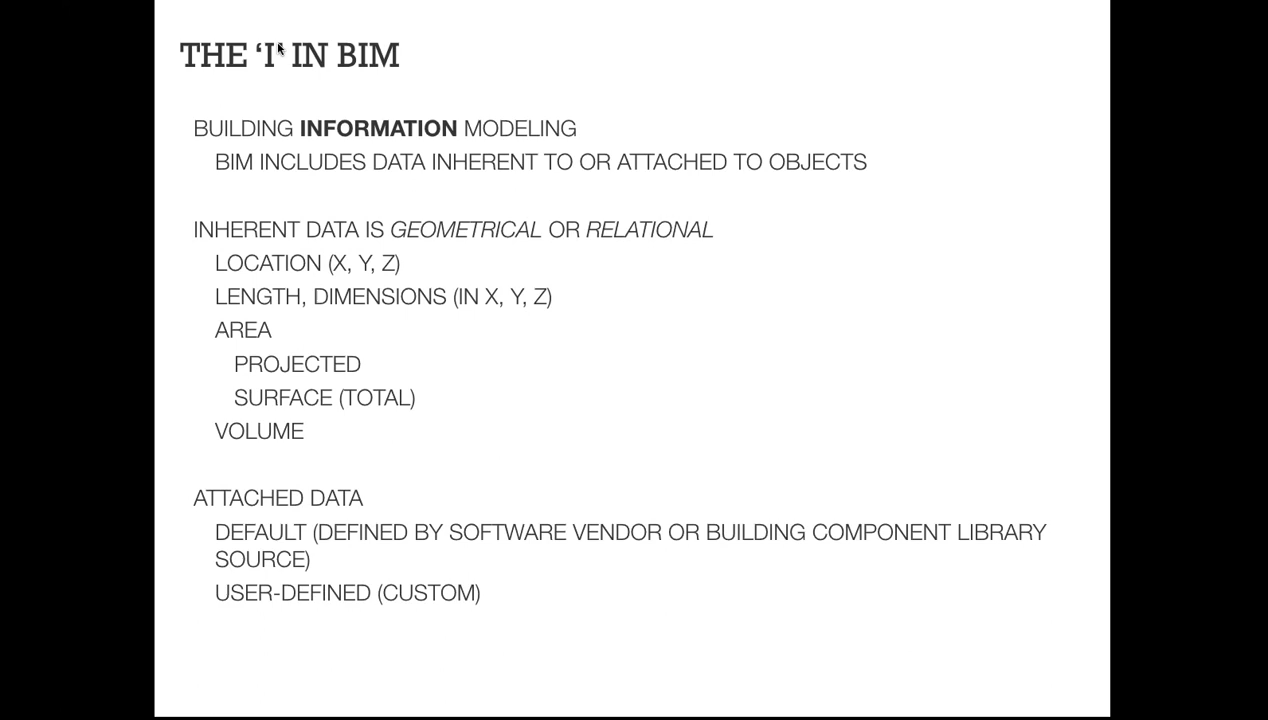 THE ‘I’ IN BIM
BUILDING INFORMATION MODELING
BIM INCLUDES DATA INHERENT TO OR ATTACHED TO OBJECTS
INHERENT DATA IS GEOMETRICAL OR RELATIONAL
LOCATION (X, Y, Z)
LENGTH, DIMENSIONS (IN X, Y, Z)
AREA
PROJECTED
SURFACE (TOTAL)
VOLUME
ATTACHED DATA
DEFAULT (DEFINED BY SOFTWARE VENDOR OR BUILDING COMPONENT LIBRARY
SOURCE)
USER-DEFINED (CUSTOM)